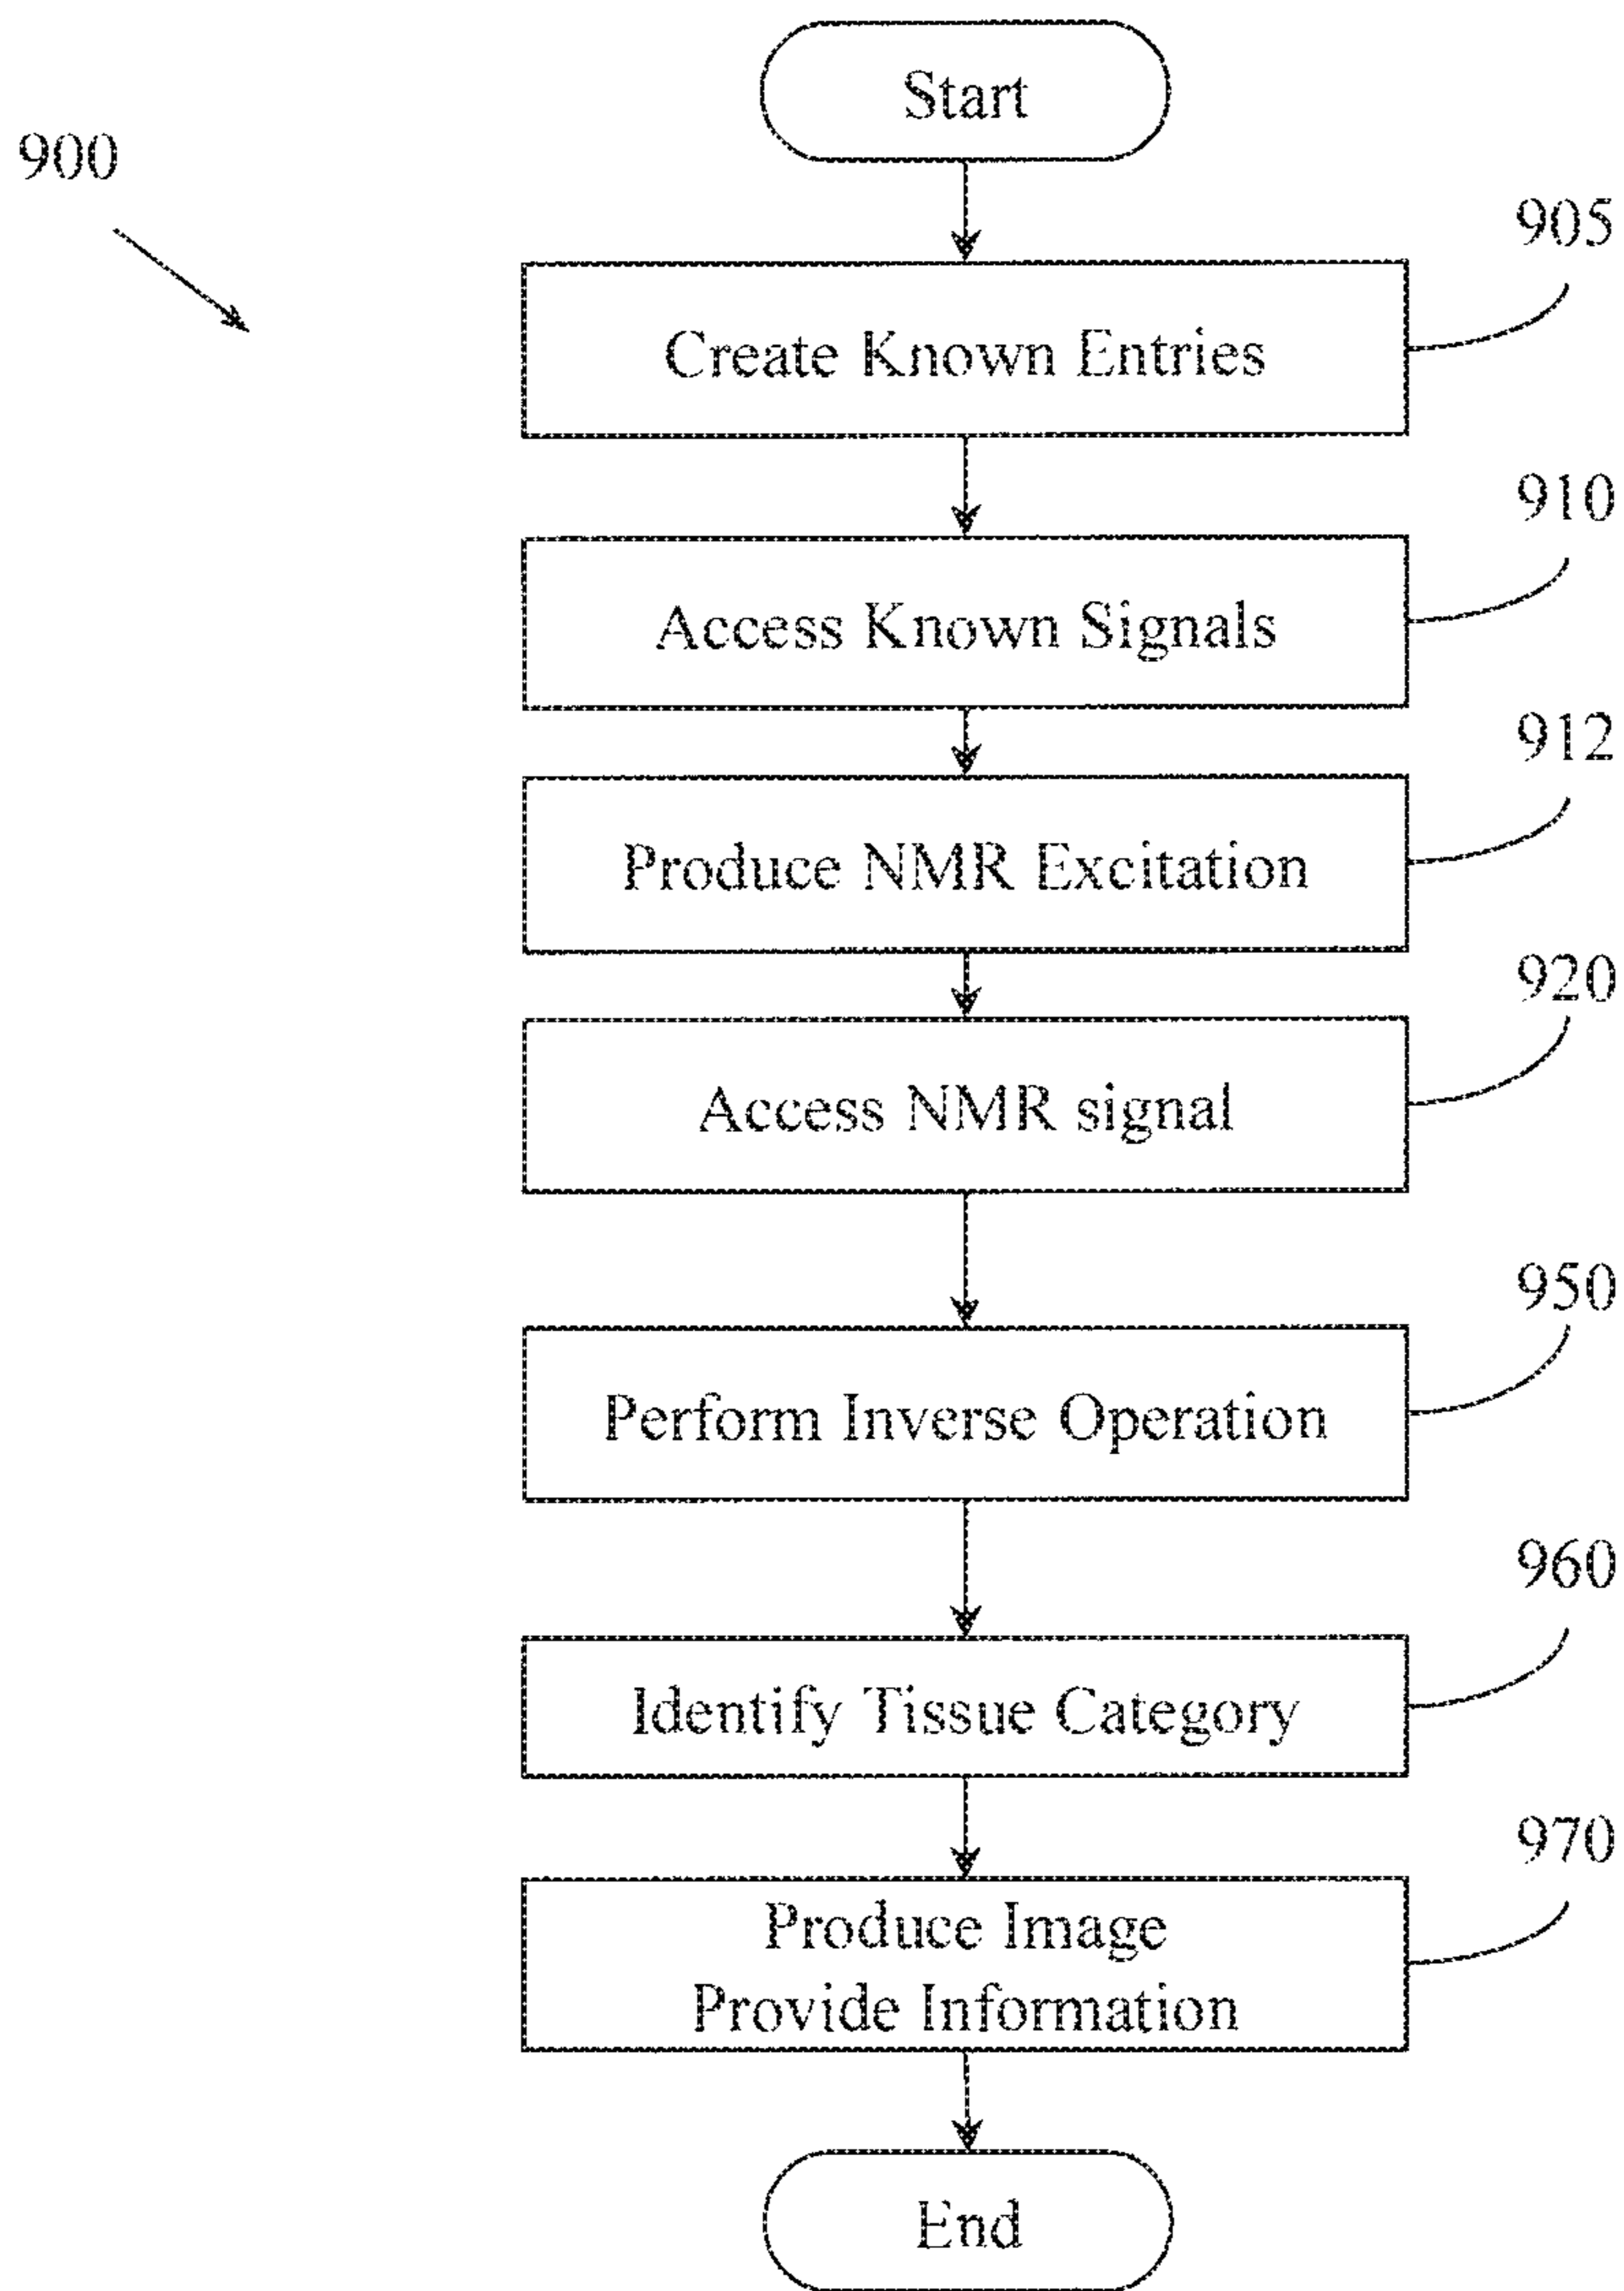 Start
900
905
Create Known Entries
910
Access Known Signals
912
Produce NMR Excitation
920
Access NMR signal
950
Perform Inverse Operation
960
Identify Tissue Category
970
Produce Image
Provide Information
End